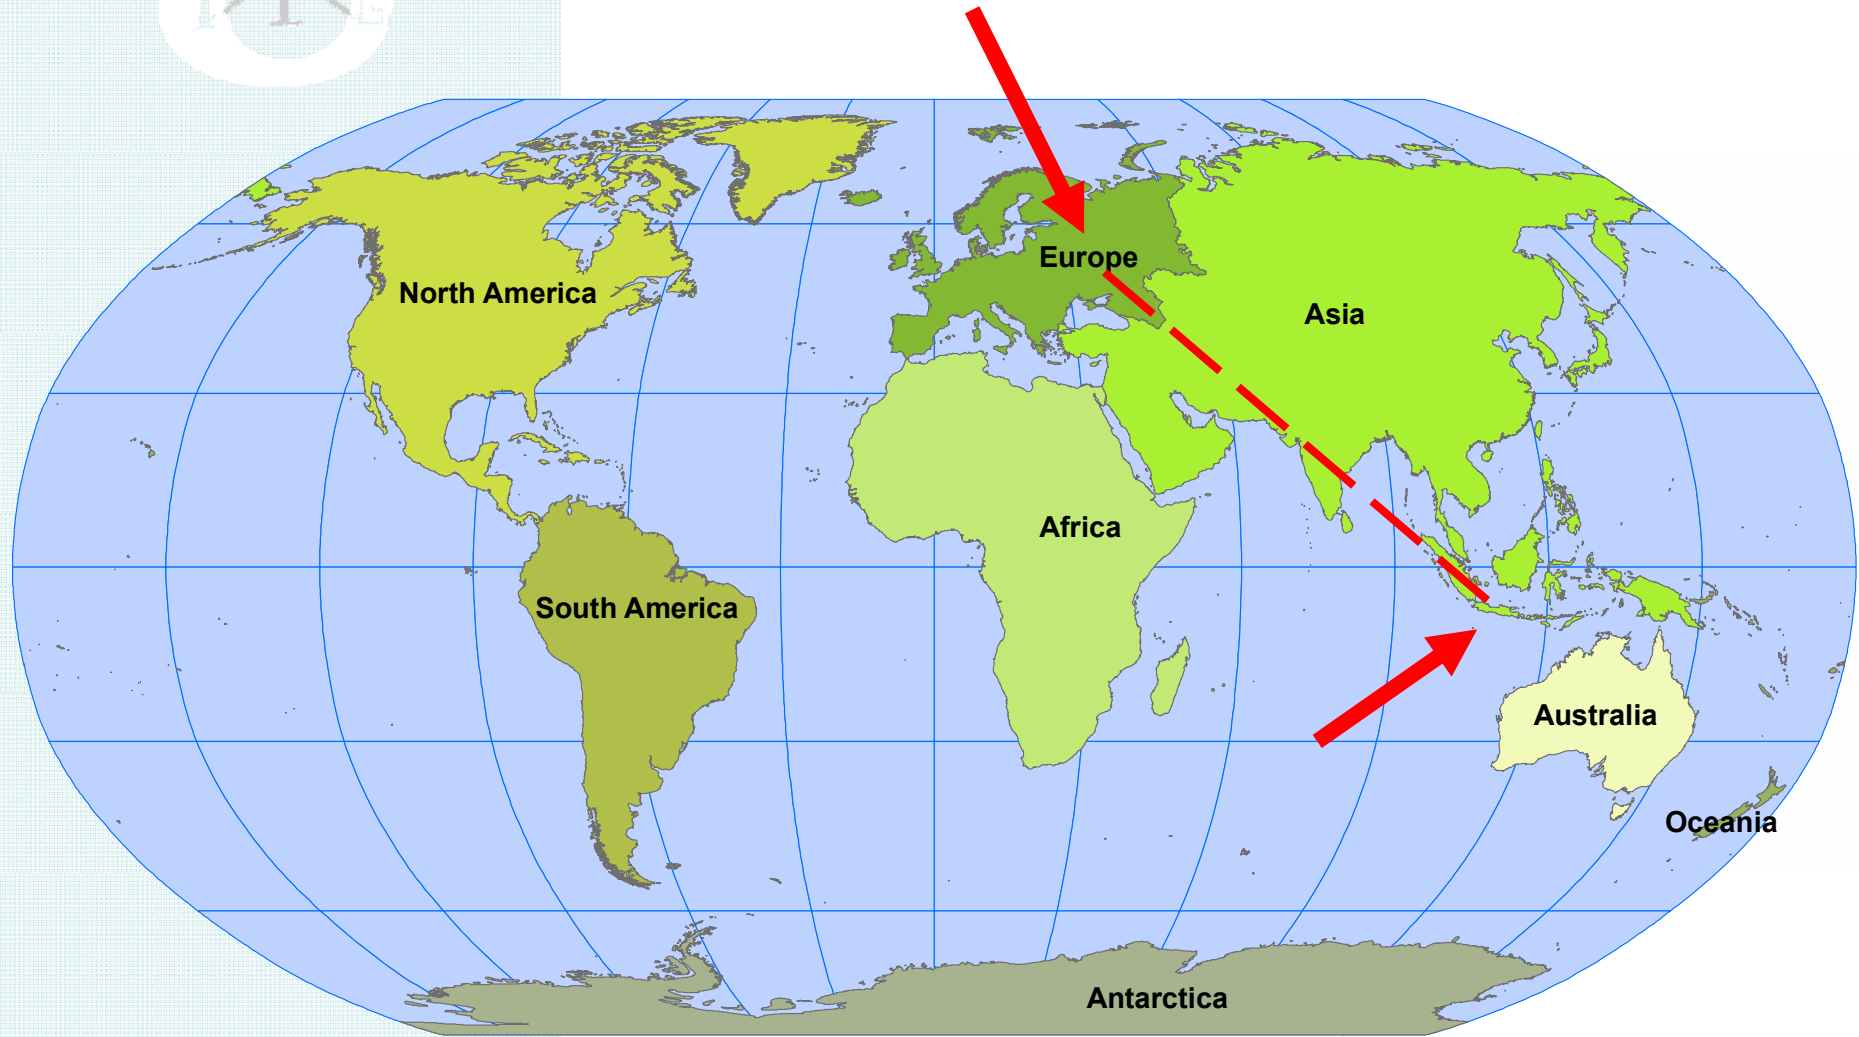 Europe
North America
Asia
Africa
South America
Australia
Oceania
Antarctica